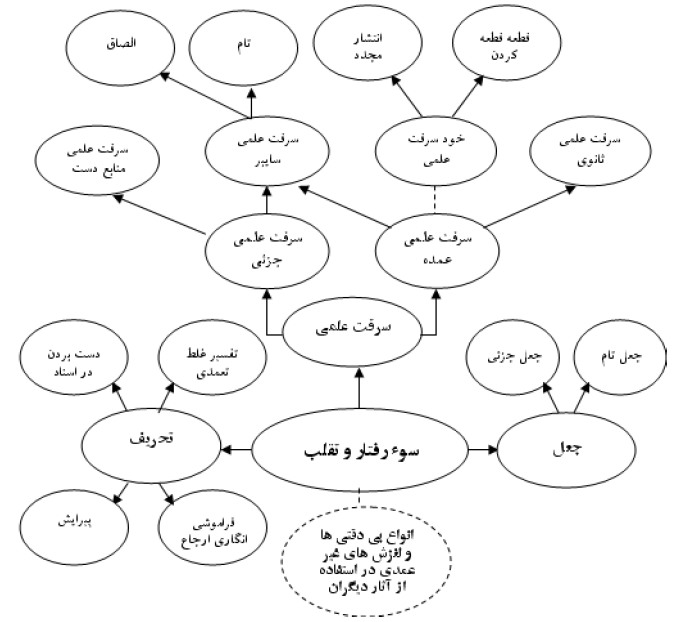 الصاق
تام
انتشار
مجدد
قطعه قطعه
کردن
سرقت علمی
منابع دست
سرقت علمی
سایبر
خود سرقت
علمی
سرقت علمی
ثانوی
سرقت علمی
جزئی
سرقت علمی
عمده
سرقت علمی
دست بردن
در اسناد
تفسیر غلط
تعمدی
جعل جزئی
جعل تام
تحریف
سوء رفتار و تقلب
جعل
پیرایش
فراموشی
انگاری ارجاع
انواع بی دقتی ها
و لغزش های غیر
عمدی در استفاده
از آثار دیگران